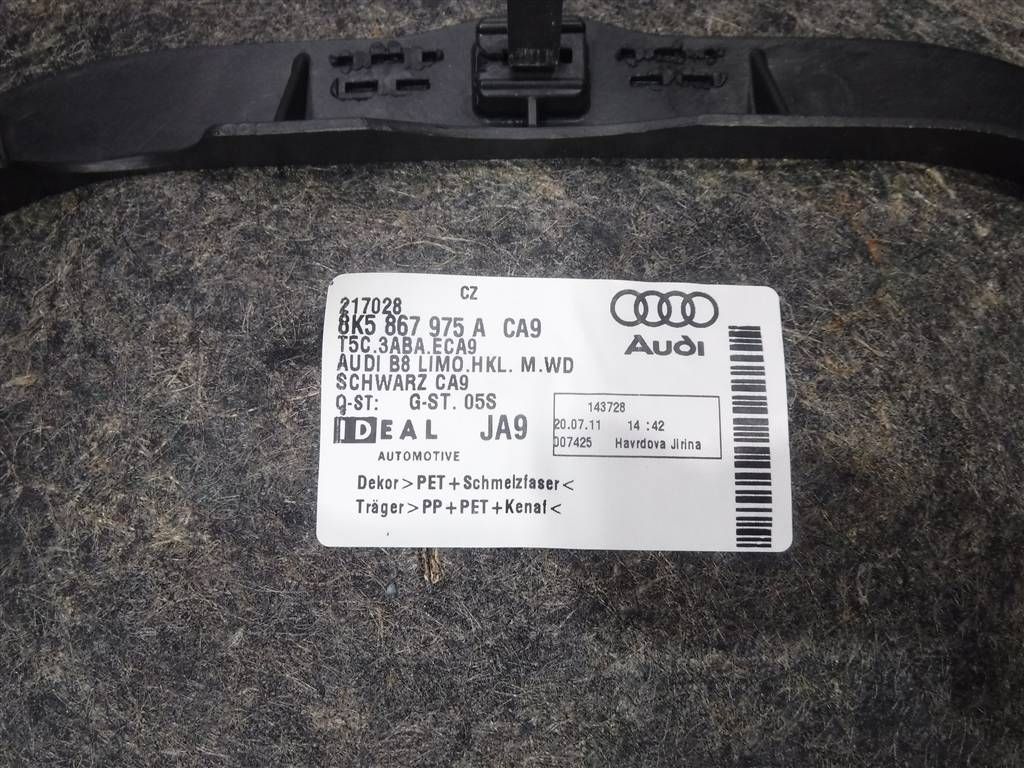 CZ
217028
8K5 867 975 A CA9
T5C.3ABA.ECA9
AUDI B8 LIMO.HKL. M.WD
SCHWARZ CA9
Q-ST: G-ST. 05S
IDEAL JA9
AUTOMOTIVE
Audi
143728
20.07.11 14:42
007425 Havrdova Jirina
Dekor>PET+Schmelzfaser<
Träger>PP+PET+Kenaf<